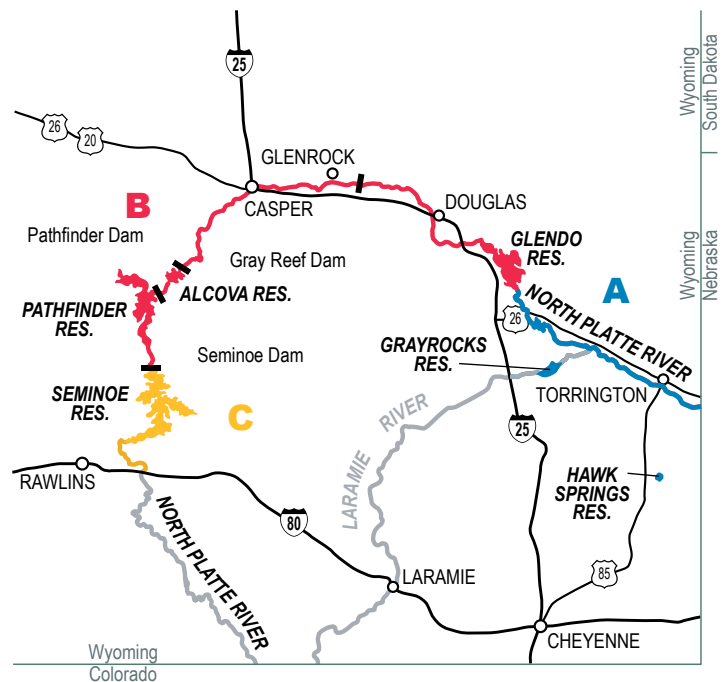 Wyoming
South Dakota
25
26
20
GLENROCK
CASPER
DOUGLAS
B
Pathfinder Dam
Gray Reef Dam
GLENDO
RES.
Wyoming
Nebraska
A
ALCOVA RES.
PATHFINDER
RES.
NORTH PLATTE RIVER
26
GRAYROCKS
RES.
Seminoe Dam
SEMINOE
RES.
TORRINGTON
C
LARAMIE RIVER
25
RAWLINS
HAWK
SPRINGS
RES.
NORTH PLATTE RIVER
80
85
LARAMIE
CHEYENNE
Wyoming
Colorado